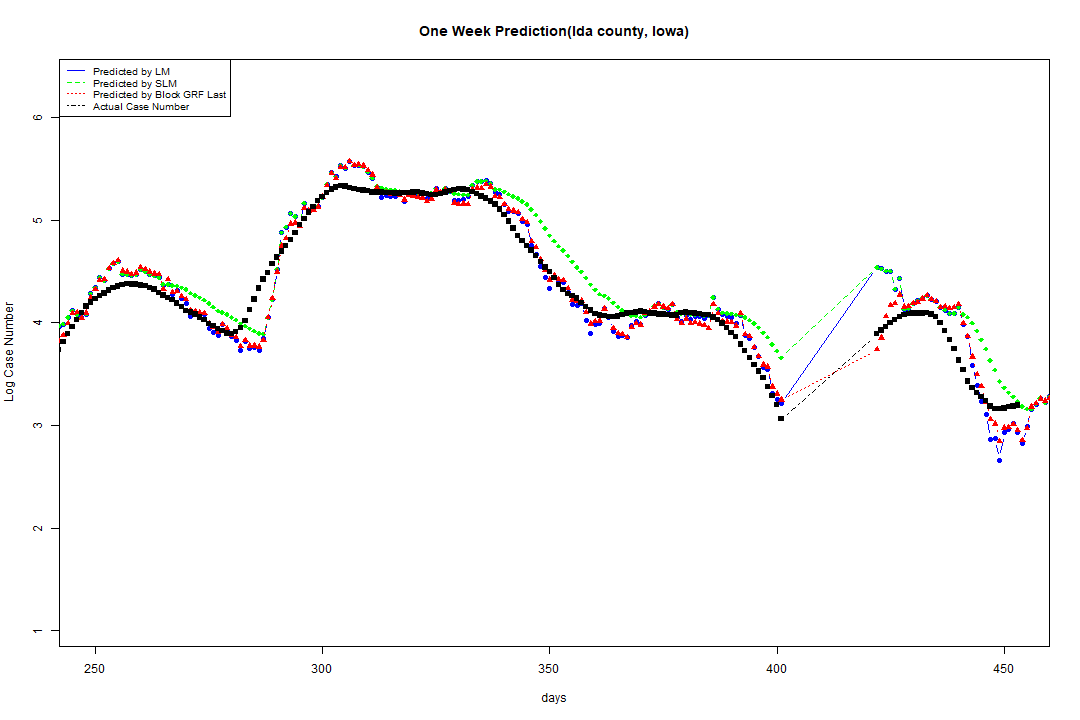 One Week Prediction(Ida county, Iowa)
Predicted by LM
Predicted by SLM
Predicted by Block GRF Last
Actual Case Number
Log Case Number
6
5
4
3
2
1
250 300 350 400 450
days